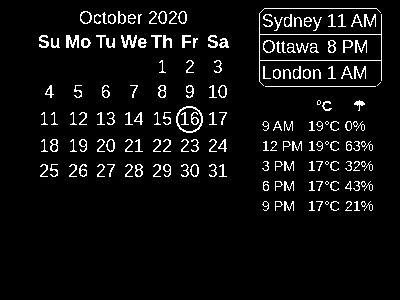 October 2020
Su Mo Tu We Th Fr Sa
1 2 3
4 5 6 7 8 9 10
11 12 13 14 15 16 17
18 19 20 21 22 23 24
25 26 27 28 29 30 31
Sydney 11 AM
Ottawa 8 PM
London 1 AM
°C ☂
9 AM 19°C 0%
12 PM 19°C 63%
3 PM 17°C 32%
6 PM 17°C 43%
9 PM 17°C 21%